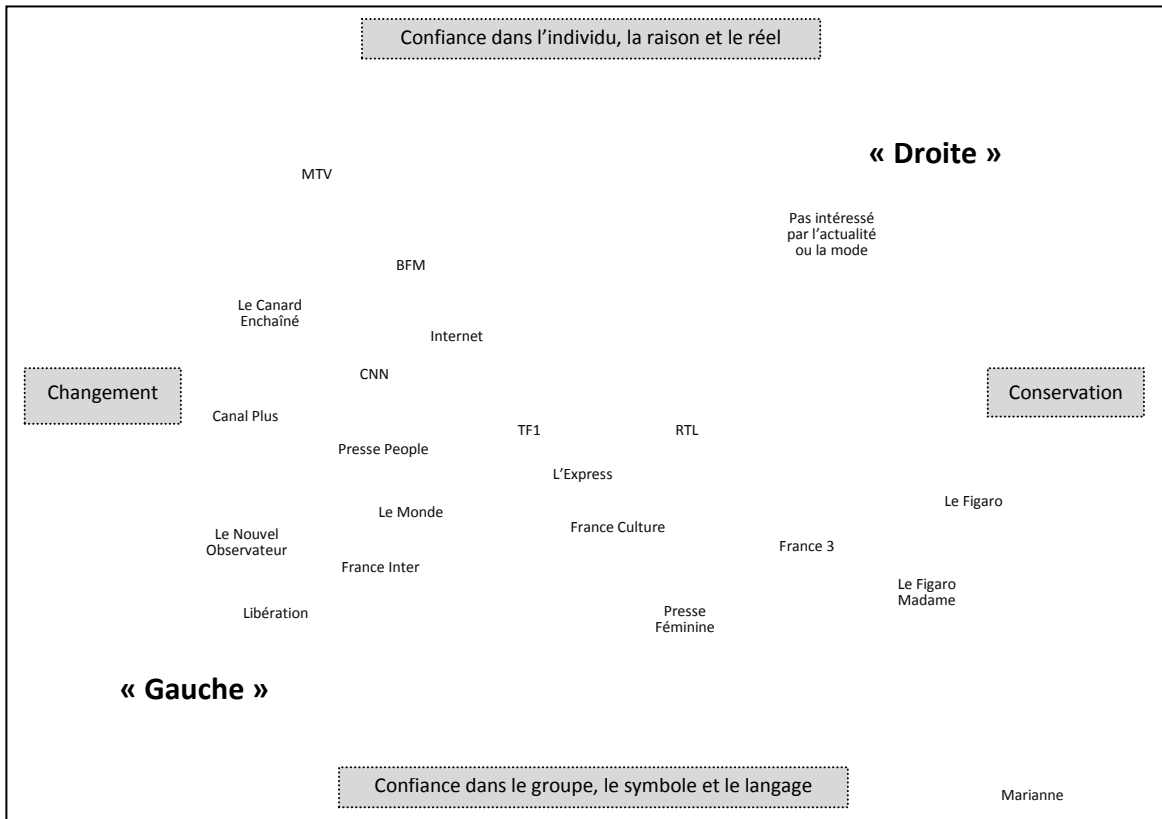 Confiance dans l’individu, la raison et le réel
« Droite »
MTV
Pas intéressé
par l’actualité
ou la mode
BFM
Le Canard
Enchaîné
Internet
CNN
Changement
Conservation
Canal Plus
TF1
RTL
Presse People
L’Express
Le Figaro
Le Monde
France Culture
Le Nouvel
Observateur
France 3
France Inter
Le Figaro
Madame
Libération
Presse
Féminine
« Gauche »
Confiance dans le groupe, le symbole et le langage
Marianne